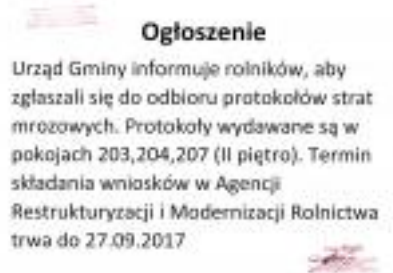 Ogłoszenie
Urząd Gminy informuje rolników, aby
zgłaszali się do odbioru protokołów strat
mrozowych. Protokoły wydawane są w
pokojach 203,204,207 (II piętro). Termin
składania wniosków w Agencji
Restrukturyzacji i Modernizacji Rolnictwa
trwa do 27.09.2017